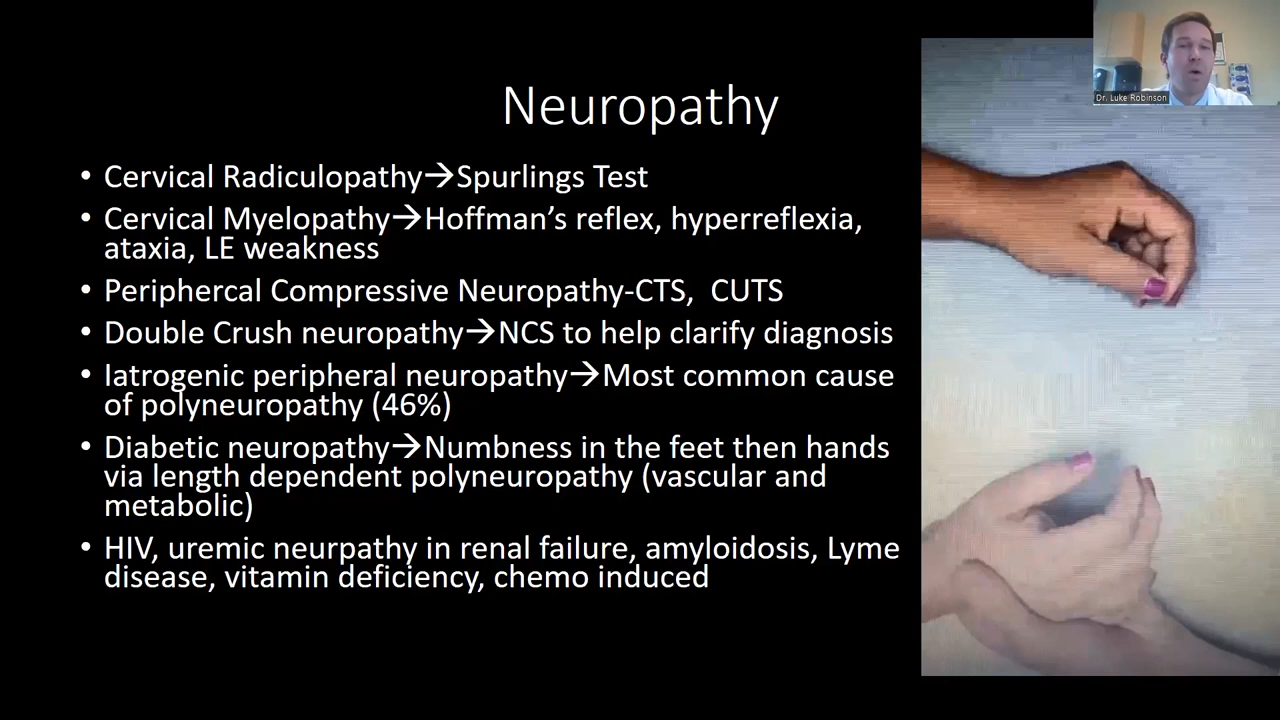 Dr. Luke Robinson
Neuropathy
• Cervical Radiculopathy→Spurlings Test
• Cervical Myelopathy→Hoffman’s reflex, hyperreflexia,
ataxia, LE weakness
• Periphercal Compressive Neuropathy-CTS, CUTS
• Double Crush neuropathy→NCS to help clarify diagnosis
• Iatrogenic peripheral neuropathy→Most common cause
of polyneuropathy (46%)
• Diabetic neuropathy→Numbness in the feet then hands
via length dependent polyneuropathy (vascular and
metabolic)
• HIV, uremic neurpathy in renal failure, amyloidosis, Lyme
disease, vitamin deficiency, chemo induced